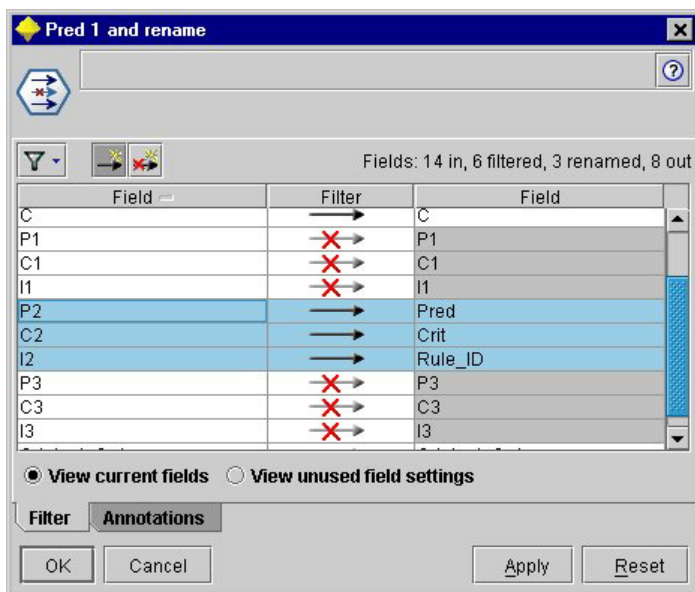 Pred 1 and rename
Fields: 14 in, 6 filtered, 3 renamed, 8 out
Field Filter Field
C C
P1 P1
C1 C1
I1 I1
P2 Pred
C2 Crit
I2 Rule_ID
P3 P3
C3 C3
I3 I3
View current fields View unused field settings
Filter Annotations
OK Cancel Apply Reset